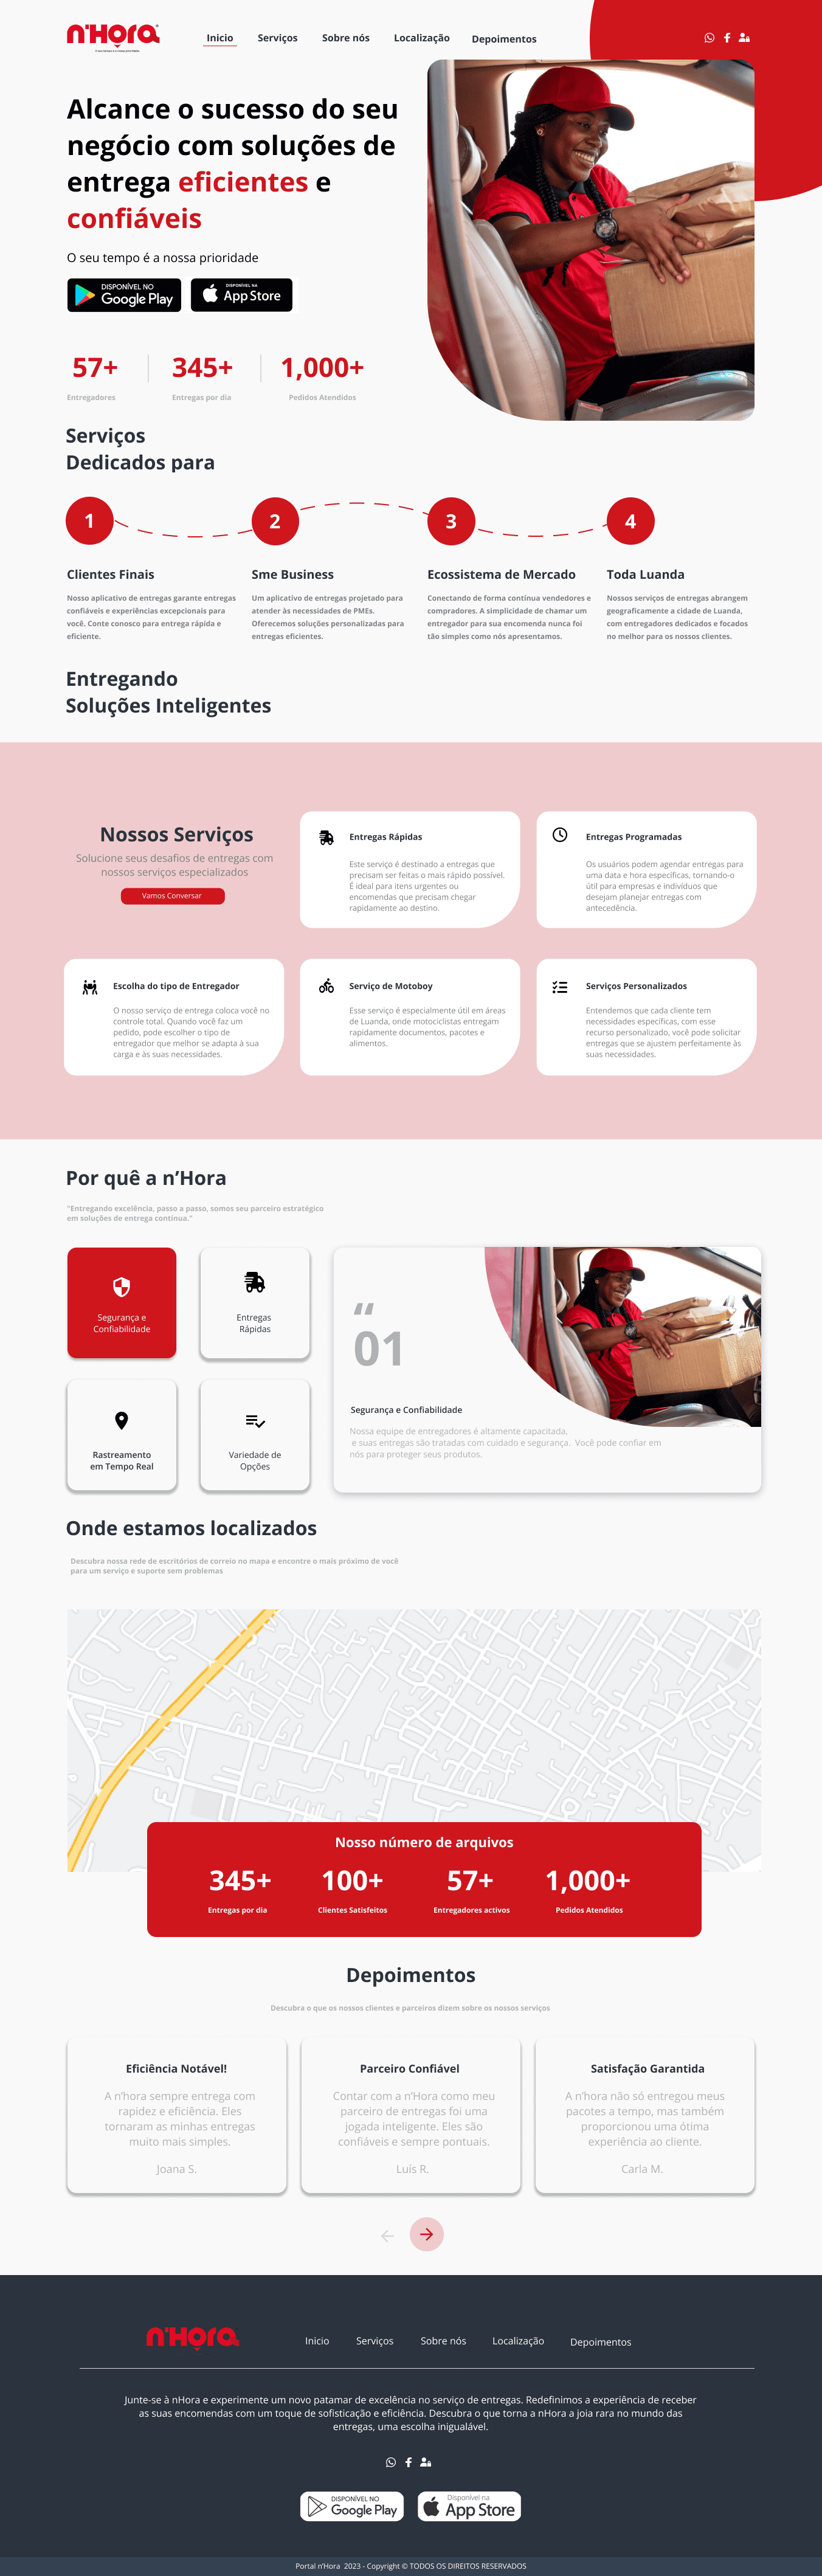 n'Hora
Inicio Serviços Sobre nós Localização Depoimentos
Alcance o sucesso do seu
negócio com soluções de
entrega eficientes e
confiáveis
O seu tempo é a nossa prioridade
DISPONÍVEL NO
Google Play
DISPONÍVEL NA
App Store
57+ 345+ 1,000+
Entregadores Entregas por dia Pedidos Atendidos
Serviços
Dedicados para
1 2 3 4
Clientes Finais
Nosso aplicativo de entregas garante entregas
confiáveis e experiências excepcionais para
você. Conte conosco para entrega rápida e
eficiente.
Sme Business
Um aplicativo de entregas projetado para
atender às necessidades de PMEs.
Oferecemos soluções personalizadas para
entregas eficientes.
Ecossistema de Mercado
Conectando de forma contínua vendedores e
compradores. A simplicidade de chamar um
entregador para sua encomenda nunca foi
tão simples como nós apresentamos.
Toda Luanda
Nossos serviços de entregas abrangem
geograficamente a cidade de Luanda,
com entregadores dedicados e focados
no melhor para os nossos clientes.
Entregando
Soluções Inteligentes
Nossos Serviços
Solucione seus desafios de entregas com
nossos serviços especializados
Vamos Conversar
Entregas Rápidas
Este serviço é destinado a entregas que
precisam ser feitas o mais rápido possível.
É ideal para itens urgentes ou
encomendas que precisam chegar
rapidamente ao destino.
Entregas Programadas
Os usuários podem agendar entregas para
uma data e hora específicas, tornando-o
útil para empresas e indivíduos que
desejam planejar entregas com
antecedência.
Escolha do tipo de Entregador
O nosso serviço de entrega coloca você no
controle total. Quando você faz um
pedido, pode escolher o tipo de
entregador que melhor se adapta à sua
carga e às suas necessidades.
Serviço de Motoboy
Esse serviço é especialmente útil em áreas
de Luanda, onde motociclistas entregam
rapidamente documentos, pacotes e
alimentos.
Serviços Personalizados
Entendemos que cada cliente tem
necessidades específicas, com esse
recurso personalizado, você pode solicitar
entregas que se ajustem perfeitamente às
suas necessidades.
Por quê a n’Hora
"Entregando excelência, passo a passo, somos seu parceiro estratégico
em soluções de entrega contínua."
Segurança e
Confiabilidade
Entregas
Rápidas
Rastreamento
em Tempo Real
Variedade de
Opções
“
01
Segurança e Confiabilidade
Nossa equipe de entregadores é altamente capacitada,
e suas entregas são tratadas com cuidado e segurança. Você pode confiar em
nós para proteger seus produtos.
Onde estamos localizados
Descubra nossa rede de escritórios de correio no mapa e encontre o mais próximo de você
para um serviço e suporte sem problemas
Nosso número de arquivos
345+ 100+ 57+ 1,000+
Entregas por dia Clientes Satisfeitos Entregadores activos Pedidos Atendidos
Depoimentos
Descubra o que os nossos clientes e parceiros dizem sobre os nossos serviços
Eficiência Notável!
A n’hora sempre entrega com
rapidez e eficiência. Eles
tornaram as minhas entregas
muito mais simples.
Joana S.
Parceiro Confiável
Contar com a n’Hora como meu
parceiro de entregas foi uma
jogada inteligente. Eles são
confiáveis e sempre pontuais.
Luís R.
Satisfação Garantida
A n’hora não só entregou meus
pacotes a tempo, mas também
proporcionou uma ótima
experiência ao cliente.
Carla M.
n'Hora
Inicio Serviços Sobre nós Localização Depoimentos
Junte-se à nHora e experimente um novo patamar de excelência no serviço de entregas. Redefinimos a experiência de receber
as suas encomendas com um toque de sofisticação e eficiência. Descubra o que torna a nHora a joia rara no mundo das
entregas, uma escolha inigualável.
DISPONÍVEL NO
Google Play
Disponível na
App Store
Portal n’Hora 2023 - Copyright © TODOS OS DIREITOS RESERVADOS